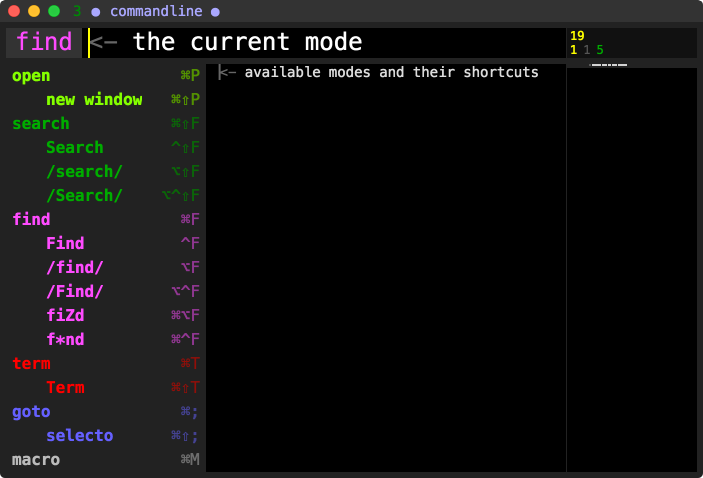 3 ● commandline ●
find <− the current mode
19
1 1 5
open ⌘P
<− available modes and their shortcuts
new window ⌘⇧P
search ⌘⇧F
Search ^⇧F
/search/ ⌥⇧F
/Search/ ⌥^⇧F
find ⌘F
Find ^F
/find/ ⌥F
/Find/ ⌥^F
fiZd ⌘⌥F
f*nd ⌘^F
term ⌘T
Term ⌘⇧T
goto ⌘;
selecto ⌘⇧;
macro ⌘M